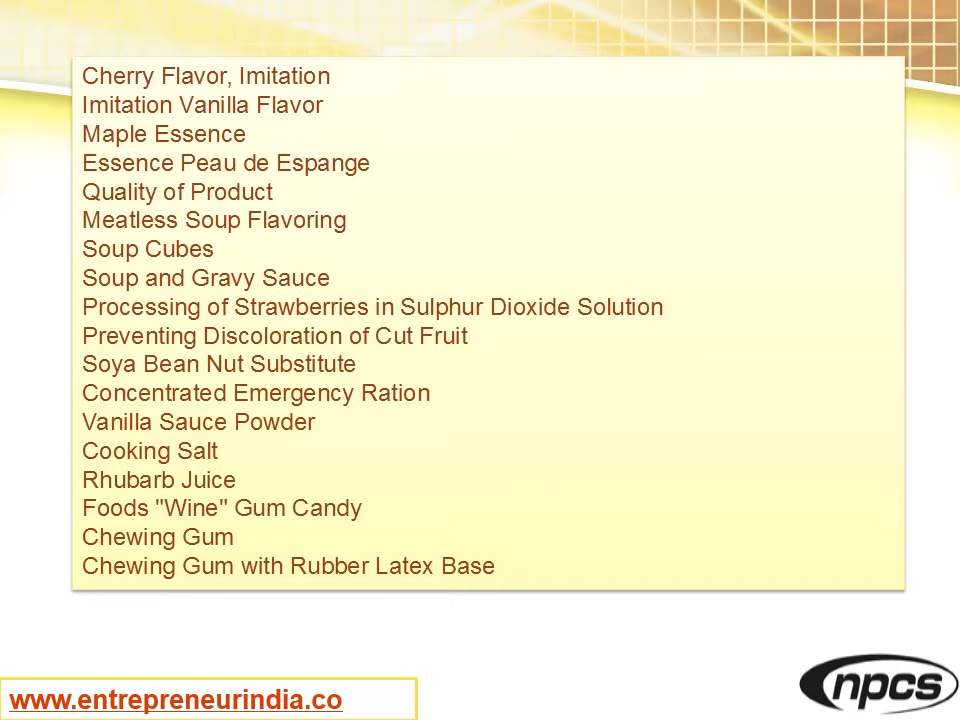 Cherry Flavor, Imitation
Imitation Vanilla Flavor
Maple Essence
Essence Peau de Espange
Quality of Product
Meatless Soup Flavoring
Soup Cubes
Soup and Gravy Sauce
Processing of Strawberries in Sulphur Dioxide Solution
Preventing Discoloration of Cut Fruit
Soya Bean Nut Substitute
Concentrated Emergency Ration
Vanilla Sauce Powder
Cooking Salt
Rhubarb Juice
Foods "Wine" Gum Candy
Chewing Gum
Chewing Gum with Rubber Latex Base
www.entrepreneurindia.co
npcs